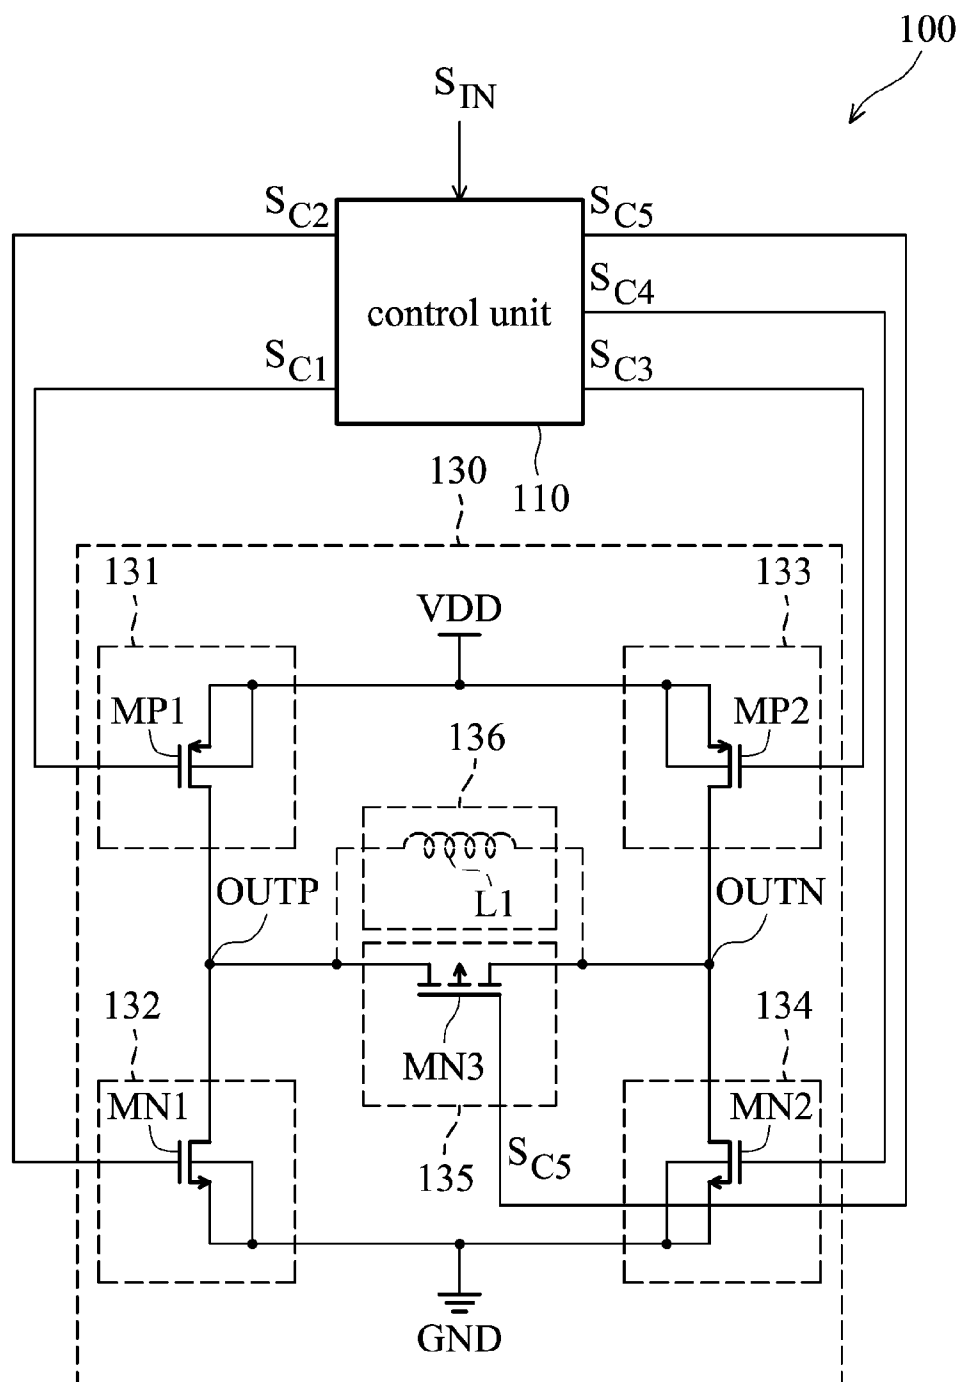 100
S_IN
S_C2
S_C5
S_C4
control unit
S_C1
S_C3
130
110
131
133
VDD
MP1
MP2
136
OUTP
L1
OUTN
132
134
MN3
MN1
MN2
135
S_C5
GND